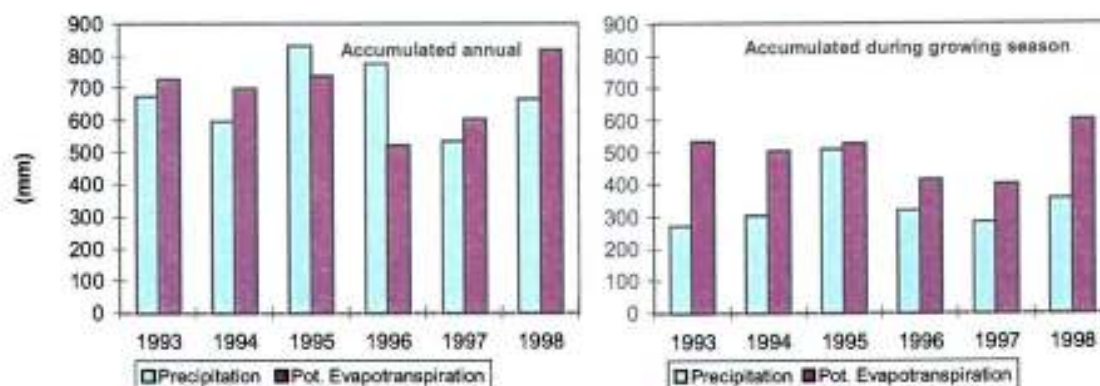 900
800
700
600
500
400
300
200
100
0
(mm)
Accumulated annual
1993 1994 1995 1996 1997 1998
Precipitation Pot. Evapotranspiration
900
800
700
600
500
400
300
200
100
0
Accumulated during growing season
1993 1994 1995 1996 1997 1998
Precipitation Pot. Evapotranspiration